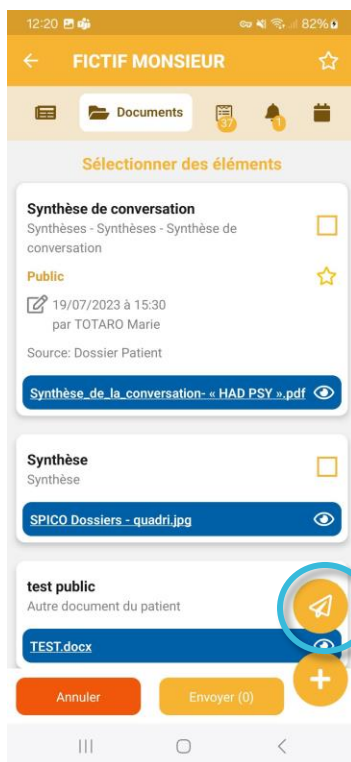 12:20 82%
FICTIF MONSIEUR
Documents 37 1
Sélectionner des éléments
Synthèse de conversation
Synthèses - Synthèses - Synthèse de
conversation
Public
19/07/2023 à 15:30
par TOTARO Marie
Source: Dossier Patient
Synthèse_de_la_conversation- « HAD PSY ».pdf
Synthèse
Synthèse
SPICO Dossiers - quadri.jpg
test public
Autre document du patient
TEST.docx
Annuler Envoyer (0)